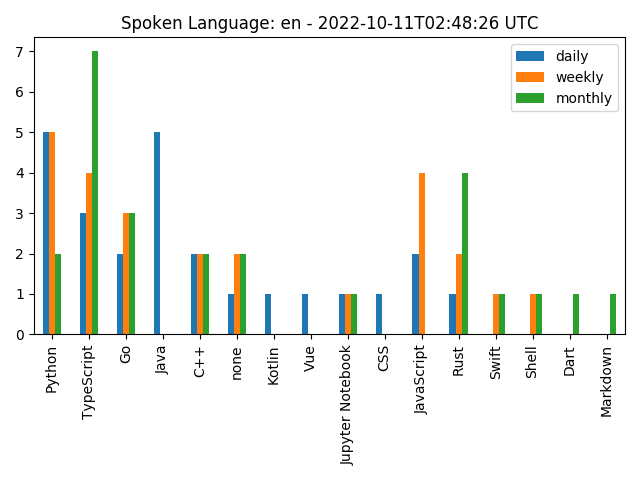 Spoken Language: en - 2022-10-11T02:48:26 UTC
daily
weekly
monthly
7
6
5
4
3
2
1
0
Python
TypeScript
Go
Java
C++
none
Kotlin
Vue
Jupyter Notebook
CSS
JavaScript
Rust
Swift
Shell
Dart
Markdown